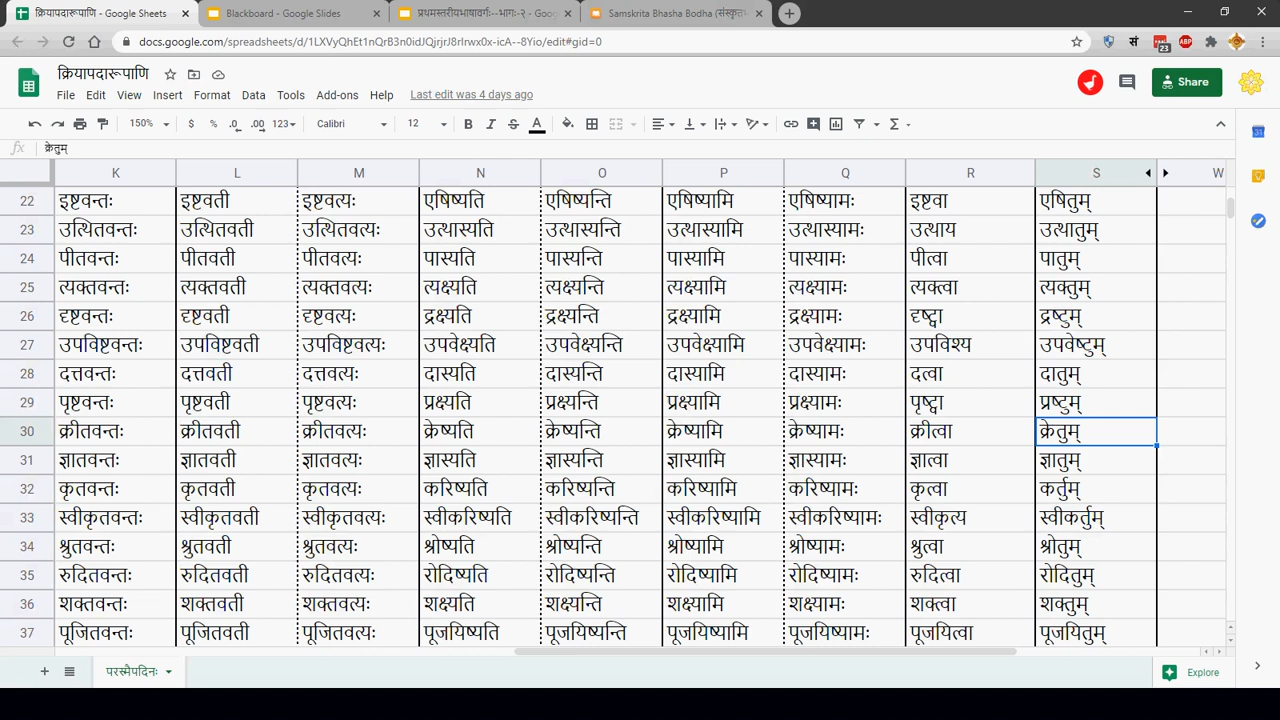 क्रियापदारूपाणि - Google Sheets
Blackboard - Google Slides
प्रथमस्तरीयभाषावर्गः--भागः-२ - Goo
Samskrita Bhasha Bodha (संस्कृतभ
docs.google.com/spreadsheets/d/1LXVyQhEt1nQrB3n0idJQjrjrJ8rIrwx0x-icA--8Yio/edit#gid=0
सं
23
ABP
क्रियापदारूपाणि
File Edit View Insert Format Data Tools Add-ons Help Last edit was 4 days ago
Share
150% $ % .0 .00 123 Calibri 12 B I S A
fx क्रेतुम्
K L M N O P Q R S W
22 इष्टवन्तः इष्टवती इष्टवत्यः एषिष्यति एषिष्यन्ति एषिष्यामि एषिष्यामः इष्टवा एषितुम्
23 उत्थितवन्तः उत्थितवती उत्थितवत्यः उत्थास्यति उत्थास्यन्ति उत्थास्यामि उत्थास्यामः उत्थाय उत्थातुम्
24 पीतवन्तः पीतवती पीतवत्यः पास्यति पास्यन्ति पास्यामि पास्यामः पीत्वा पातुम्
25 त्यक्तवन्तः त्यक्तवती त्यक्तवत्यः त्यक्ष्यति त्यक्ष्यन्ति त्यक्ष्यामि त्यक्ष्यामः त्यक्त्वा त्यक्तुम्
26 दृष्टवन्तः दृष्टवती दृष्टवत्यः द्रक्ष्यति द्रक्ष्यन्ति द्रक्ष्यामि द्रक्ष्यामः दृष्ट्वा द्रष्टुम्
27 उपविष्टवन्तः उपविष्टवती उपविष्टवत्यः उपवेक्ष्यति उपवेक्ष्यन्ति उपवेक्ष्यामि उपवेक्ष्यामः उपविश्य उपवेष्टुम्
28 दत्तवन्तः दत्तवती दत्तवत्यः दास्यति दास्यन्ति दास्यामि दास्यामः दत्वा दातुम्
29 पृष्टवन्तः पृष्टवती पृष्टवत्यः प्रक्ष्यति प्रक्ष्यन्ति प्रक्ष्यामि प्रक्ष्यामः पृष्ट्वा प्रष्टुम्
30 क्रीतवन्तः क्रीतवती क्रीतवत्यः क्रेष्यति क्रेष्यन्ति क्रेष्यामि क्रेष्यामः क्रीत्वा क्रेतुम्
31 ज्ञातवन्तः ज्ञातवती ज्ञातवत्यः ज्ञास्यति ज्ञास्यन्ति ज्ञास्यामि ज्ञास्यामः ज्ञात्वा ज्ञातुम्
32 कृतवन्तः कृतवती कृतवत्यः करिष्यति करिष्यन्ति करिष्यामि करिष्यामः कृत्वा कर्तुम्
33 स्वीकृतवन्तः स्वीकृतवती स्वीकृतवत्यः स्वीकरिष्यति स्वीकरिष्यन्ति स्वीकरिष्यामि स्वीकरिष्यामः स्वीकृत्य स्वीकर्तुम्
34 श्रुतवन्तः श्रुतवती श्रुतवत्यः श्रोष्यति श्रोष्यन्ति श्रोष्यामि श्रोष्यामः श्रुत्वा श्रोतुम्
35 रुदितवन्तः रुदितवती रुदितवत्यः रोदिष्यति रोदिष्यन्ति रोदिष्यामि रोदिष्यामः रुदित्वा रोदितुम्
36 शक्तवन्तः शक्तवती शक्तवत्यः शक्ष्यति शक्ष्यन्ति शक्ष्यामि शक्ष्यामः शक्त्वा शक्तुम्
37 पूजितवन्तः पूजितवती पूजितवत्यः पूजयिष्यति पूजयिष्यन्ति पूजयिष्यामि पूजयिष्यामः पूजयित्वा पूजयितुम्
परस्मैपदिनः
Explore